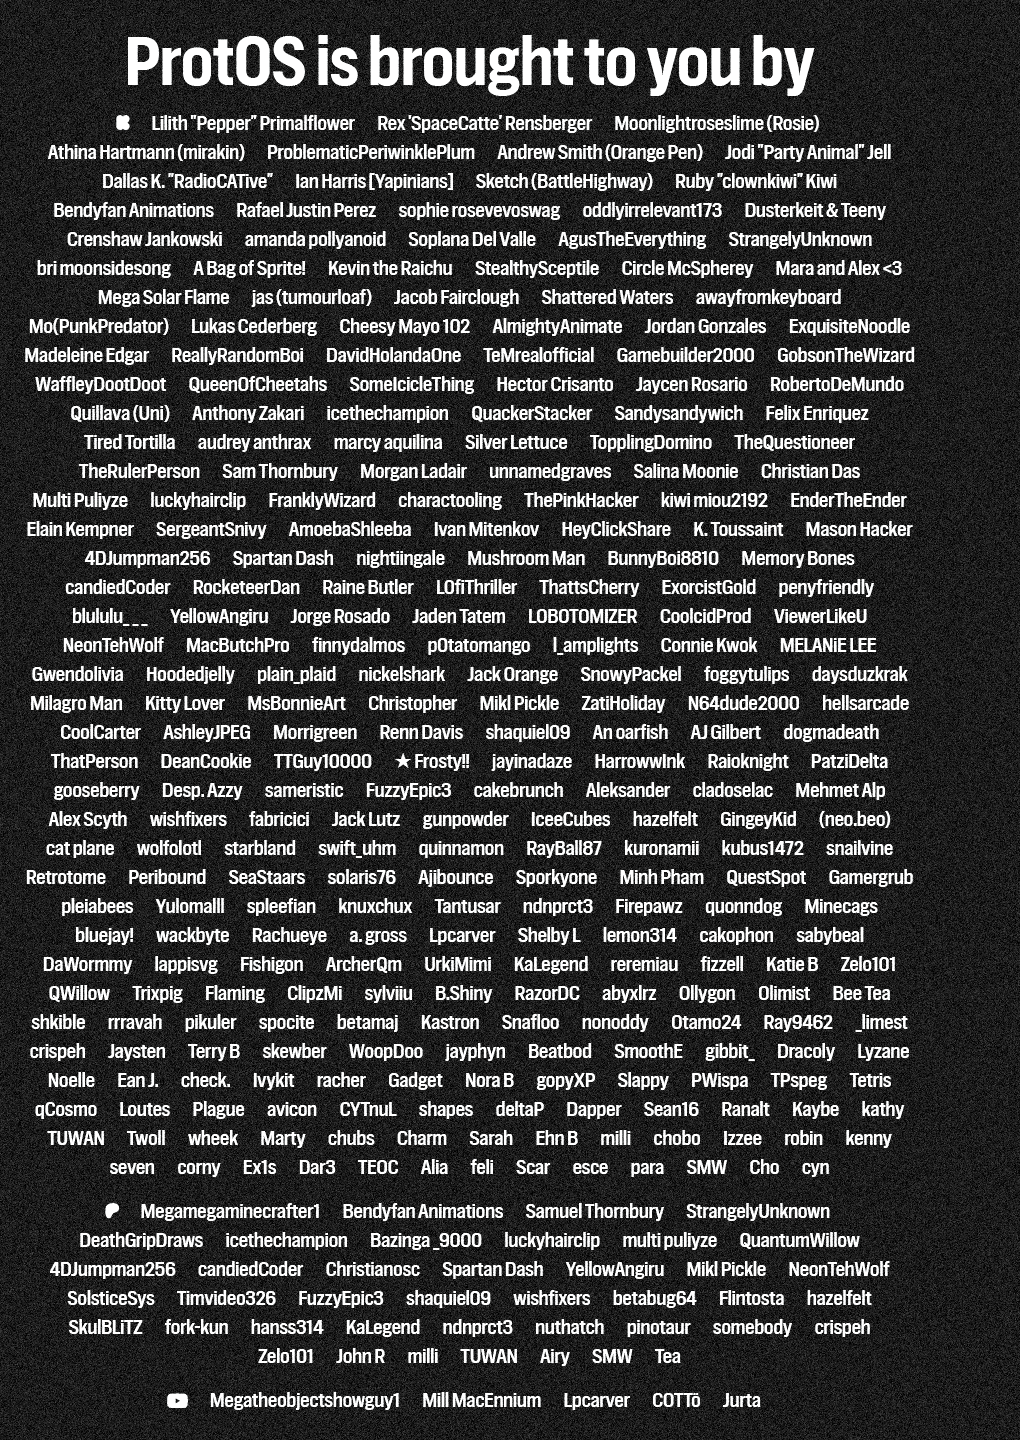 ProtOS is brought to you by
Lilith "Pepper" Primalflower Rex 'SpaceCatte' Rensberger Moonlightroseslime (Rosie)
Athina Hartmann (mirakin) ProblematicPeriwinklePlum Andrew Smith (Orange Pen) Jodi "Party Animal" Jell
Dallas K. "RadioCATive" Ian Harris [Yapinians] Sketch (BattleHighway) Ruby "clownkiwi" Kiwi
Bendyfan Animations Rafael Justin Perez sophie rosevevoswag oddlyirrelevant173 Dusterkeit & Teeny
Crenshaw Jankowski amanda pollyanoid Soplana Del Valle AgusTheEverything StrangelyUnknown
bri moonsidesong A Bag of Sprite! Kevin the Raichu StealthySceptile Circle McSpherey Mara and Alex <3
Mega Solar Flame jas (tumourloaf) Jacob Fairclough Shattered Waters awayfromkeyboard
Mo(PunkPredator) Lukas Cederberg Cheesy Mayo 102 AlmightyAnimate Jordan Gonzales ExquisiteNoodle
Madeleine Edgar ReallyRandomBoi DavidHolandaOne TeMrealofficial Gamebuilder2000 GobsonTheWizard
WaffleyDootDoot QueenOfCheetahs SomeIcicleThing Hector Crisanto Jaycen Rosario RobertoDeMundo
Quillava (Uni) Anthony Zakari icethechampion QuackerStacker Sandysandywich Felix Enriquez
Tired Tortilla audrey anthrax marcy aquilina Silver Lettuce TopplingDomino TheQuestioneer
TheRulerPerson Sam Thornbury Morgan Ladair unnamedgraves Salina Moonie Christian Das
Multi Puliyze luckyhairclip FranklyWizard charactooling ThePinkHacker kiwi miou2192 EnderTheEnder
Elain Kempner SergeantSnivy AmoebaShleeba Ivan Mitenkov HeyClickShare K. Toussaint Mason Hacker
4DJumpman256 Spartan Dash nightiingale Mushroom Man BunnyBoi8810 Memory Bones
candiedCoder RocketeerDan Raine Butler L0fiThriller ThattsCherry ExorcistGold penyfriendly
blululu___ YellowAngiru Jorge Rosado Jaden Tatem LOBOTOMIZER CoolcidProd ViewerLikeU
NeonTehWolf MacButchPro finnydalmos p0tatomango l_amplights Connie Kwok MELANiE LEE
Gwendolivia Hoodedjelly plain_plaid nickelshark Jack Orange SnowyPackel foggytulips daysduzkrak
Milagro Man Kitty Lover MsBonnieArt Christopher Mikl Pickle ZatiHoliday N64dude2000 hellsarcade
CoolCarter AshleyJPEG Morrigreen Renn Davis shaquiel09 An oarfish AJ Gilbert dogmadeath
ThatPerson DeanCookie TTGuy10000 ★ Frosty!! jayinadaze HarrowwInk Raioknight PatziDelta
gooseberry Desp. Azzy sameristic FuzzyEpic3 cakebrunch Aleksander cladoselac Mehmet Alp
Alex Scyth wishfixers fabricici Jack Lutz gunpowder IceeCubes hazelfelt GingeyKid (neo.beo)
cat plane wolfolotl starbland swift_uhm quinnamon RayBall87 kuronamii kubus1472 snailvine
Retrotome Peribound SeaStaars solaris76 Ajibounce Sporkyone Minh Pham QuestSpot Gamergrub
pleiabees Yulomalll spleefian knuxchux Tantusar ndnprct3 Firepawz quonndog Minecags
bluejay! wackbyte Rachueye a. gross Lpcarver Shelby L lemon314 cakophon sabybeal
DaWormmy lappisvg Fishigon ArcherQm UrkiMimi KaLegend reremiau fizzell Katie B Zelo101
QWillow Trixpig Flaming ClipzMi sylviiu B.Shiny RazorDC abyxlrz Ollygon Olimist Bee Tea
shkible rrravah pikuler spocite betamaj Kastron Snafloo nonoddy Otamo24 Ray9462 _limest
crispeh Jaysten Terry B skewber WoopDoo jayphyn Beatbod SmoothE gibbit_ Dracoly Lyzane
Noelle Ean J. check. Ivykit racher Gadget Nora B gopyXP Slappy PWispa TPspeg Tetris
qCosmo Loutes Plague avicon CYTnuL shapes deltaP Dapper Sean16 Ranalt Kaybe kathy
TUWAN Twoll wheek Marty chubs Charm Sarah Ehn B milli chobo Izzee robin kenny
seven corny Ex1s Dar3 TEOC Alia feli Scar esce para SMW Cho cyn
Megamegaminecrafter1 Bendyfan Animations Samuel Thornbury StrangelyUnknown
DeathGripDraws icethechampion Bazinga _9000 luckyhairclip multi puliyze QuantumWillow
4DJumpman256 candiedCoder Christianosc Spartan Dash YellowAngiru Mikl Pickle NeonTehWolf
SolsticeSys Timvideo326 FuzzyEpic3 shaquiel09 wishfixers betabug64 Flintosta hazelfelt
SkulBLiTZ fork-kun hanss314 KaLegend ndnprct3 nuthatch pinotaur somebody crispeh
Zelo101 John R milli TUWAN Airy SMW Tea
Megatheobjectshowguy1 Mill MacEnnium Lpcarver COTTō Jurta